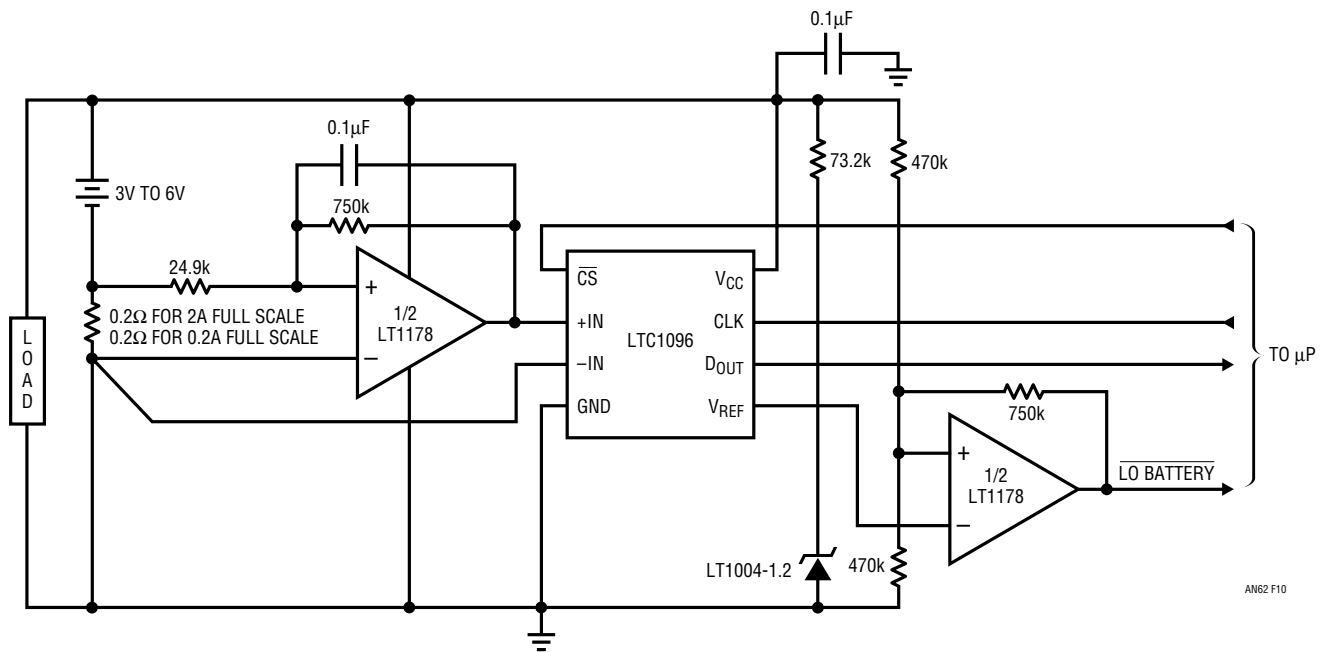 0.1µF
0.1µF
73.2k
470k
3V TO 6V
750k
24.9k
+
–
1/2
LT1178
0.2Ω FOR 2A FULL SCALE
0.2Ω FOR 0.2A FULL SCALE
LOAD
CS
+IN
–IN
GND
LTC1096
VCC
CLK
DOUT
VREF
TO µP
750k
+
–
1/2
LT1178
LO BATTERY
LT1004-1.2
470k
AN62 F10